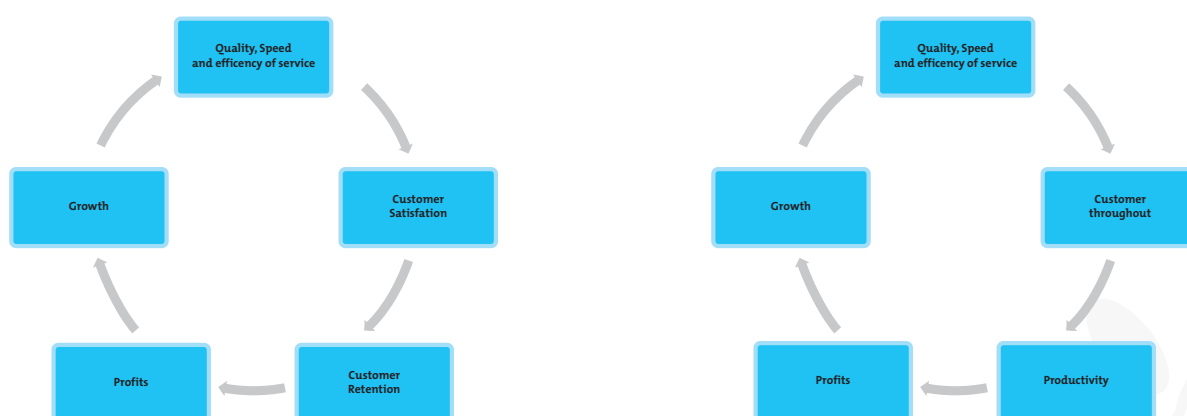 Quality, Speed
and efficency of service
Customer
Satisfation
Customer
Retention
Profits
Growth
Quality, Speed
and efficency of service
Customer
throughout
Productivity
Profits
Growth